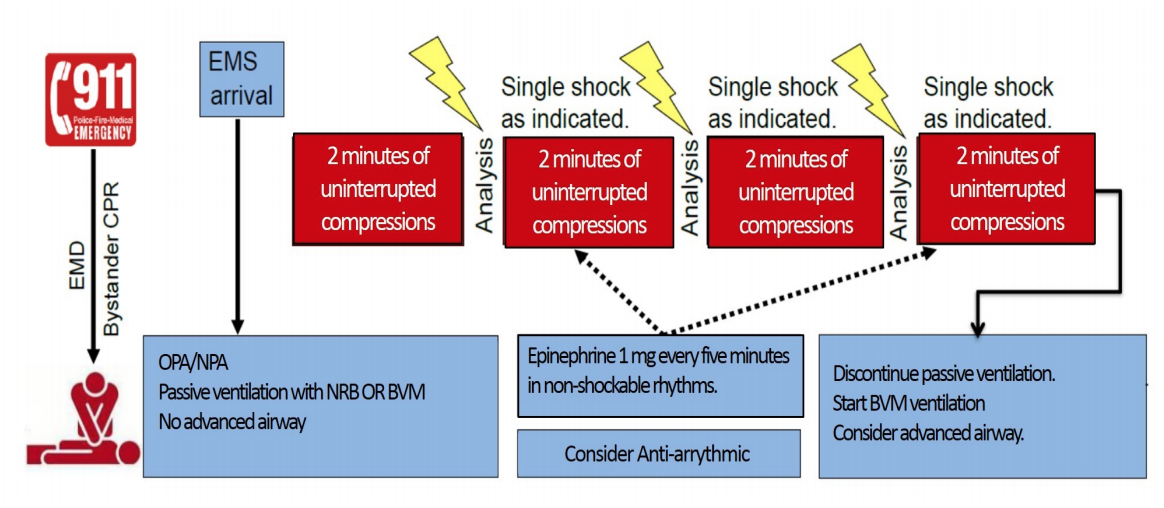 911
Police-Fire-Medical
EMERGENCY
EMD
Bystander CPR
EMS
arrival
2 minutes of
uninterrupted
compressions
Analysis
Single shock
as indicated.
2 minutes of
uninterrupted
compressions
Analysis
Single shock
as indicated.
2 minutes of
uninterrupted
compressions
Analysis
Single shock
as indicated.
2 minutes of
uninterrupted
compressions
OPA/NPA
Passive ventilation with NRB OR BVM
No advanced airway
Epinephrine 1 mg every five minutes
in non-shockable rhythms.
Consider Anti-arrythmic
Discontinue passive ventilation.
Start BVM ventilation
Consider advanced airway.